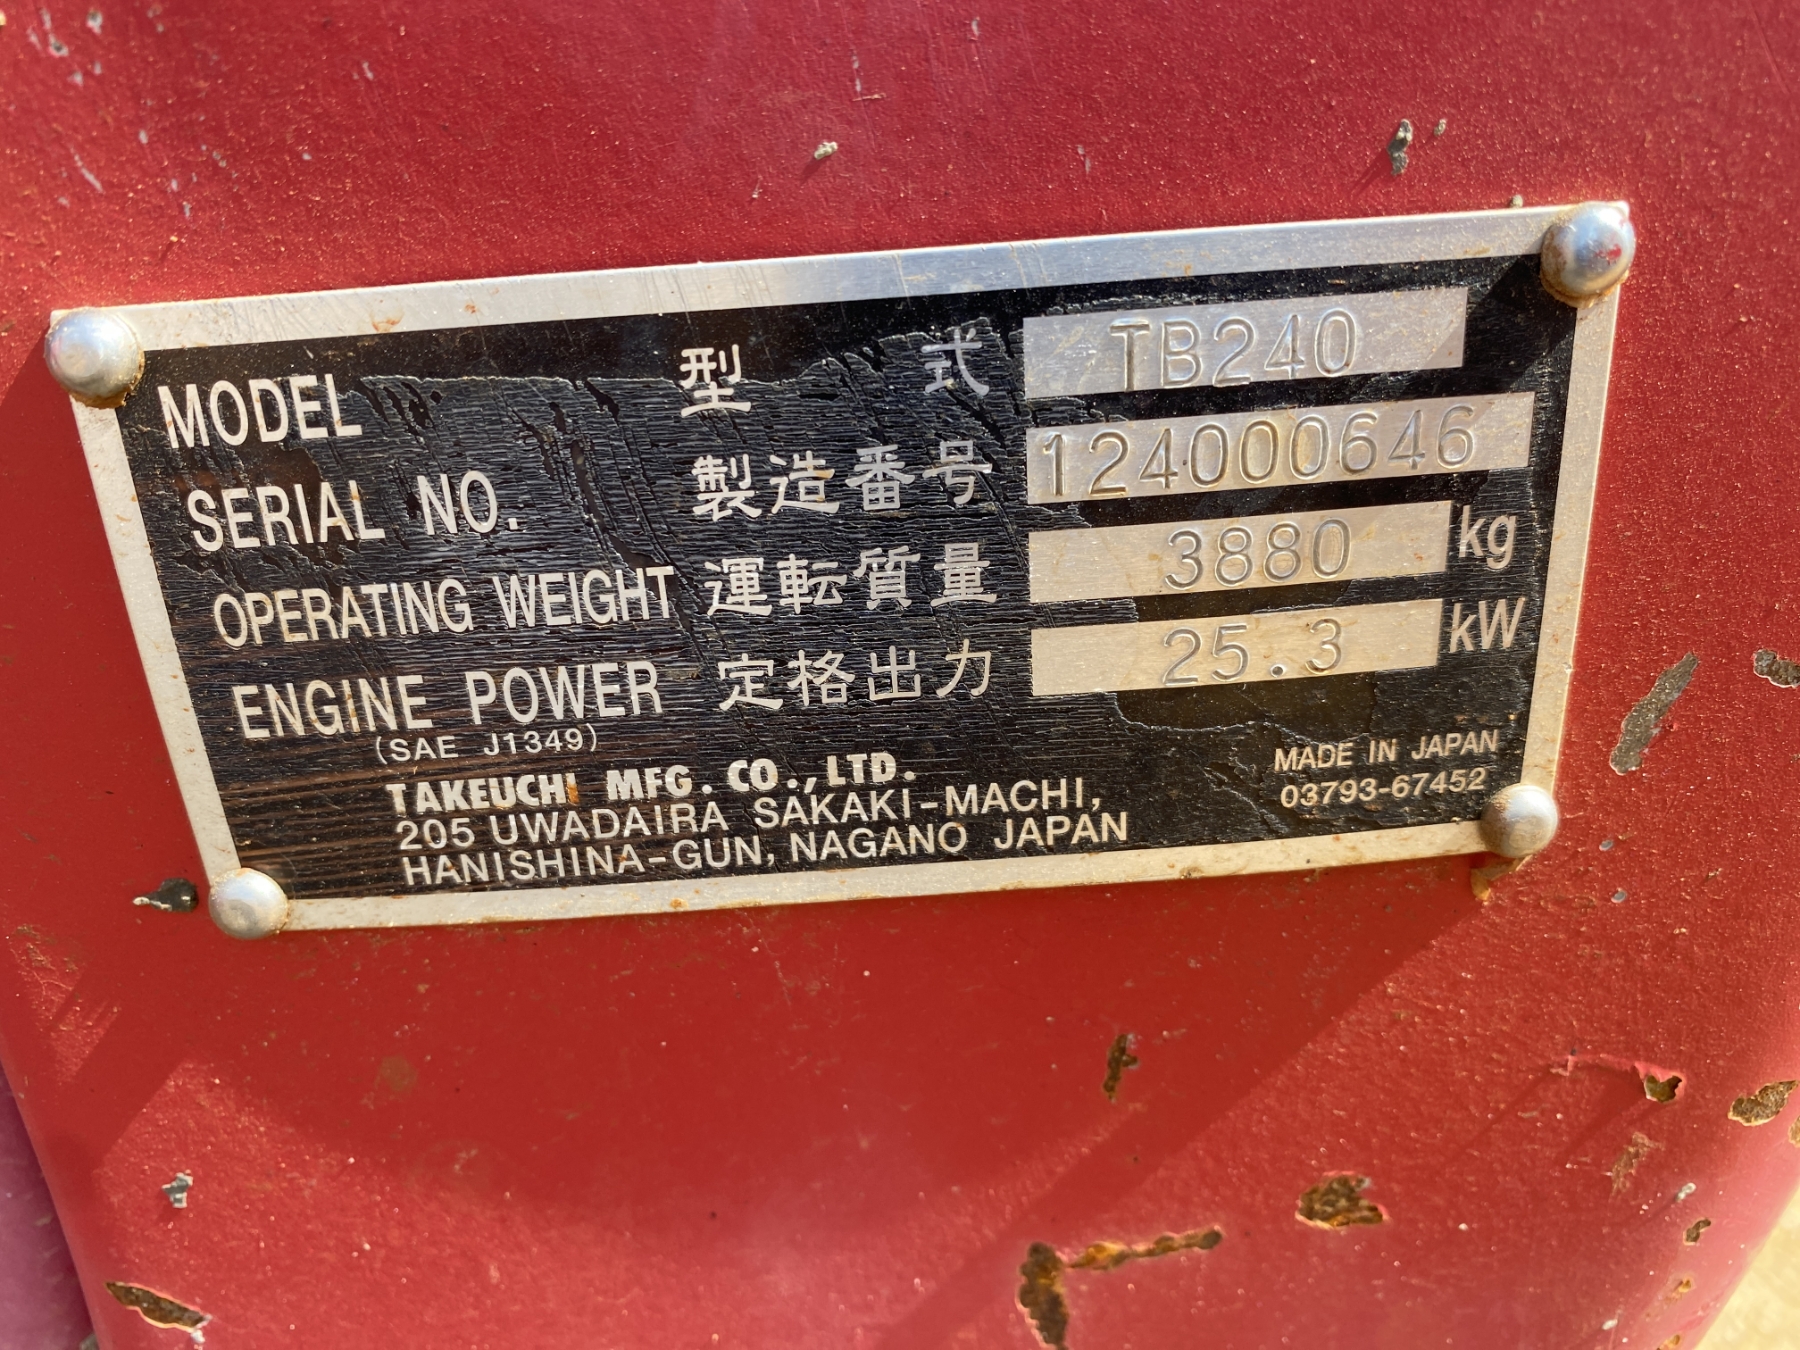 MODEL 型式 TB240
SERIAL NO. 製造番号 124000646
OPERATING WEIGHT 運転質量 3880 kg
ENGINE POWER 定格出力 25.3 kW
(SAE J1349)
TAKEUCHI MFG. CO.,LTD.
205 UWADAIRA SAKAKI-MACHI,
HANISHINA-GUN, NAGANO JAPAN
MADE IN JAPAN
03793-67452